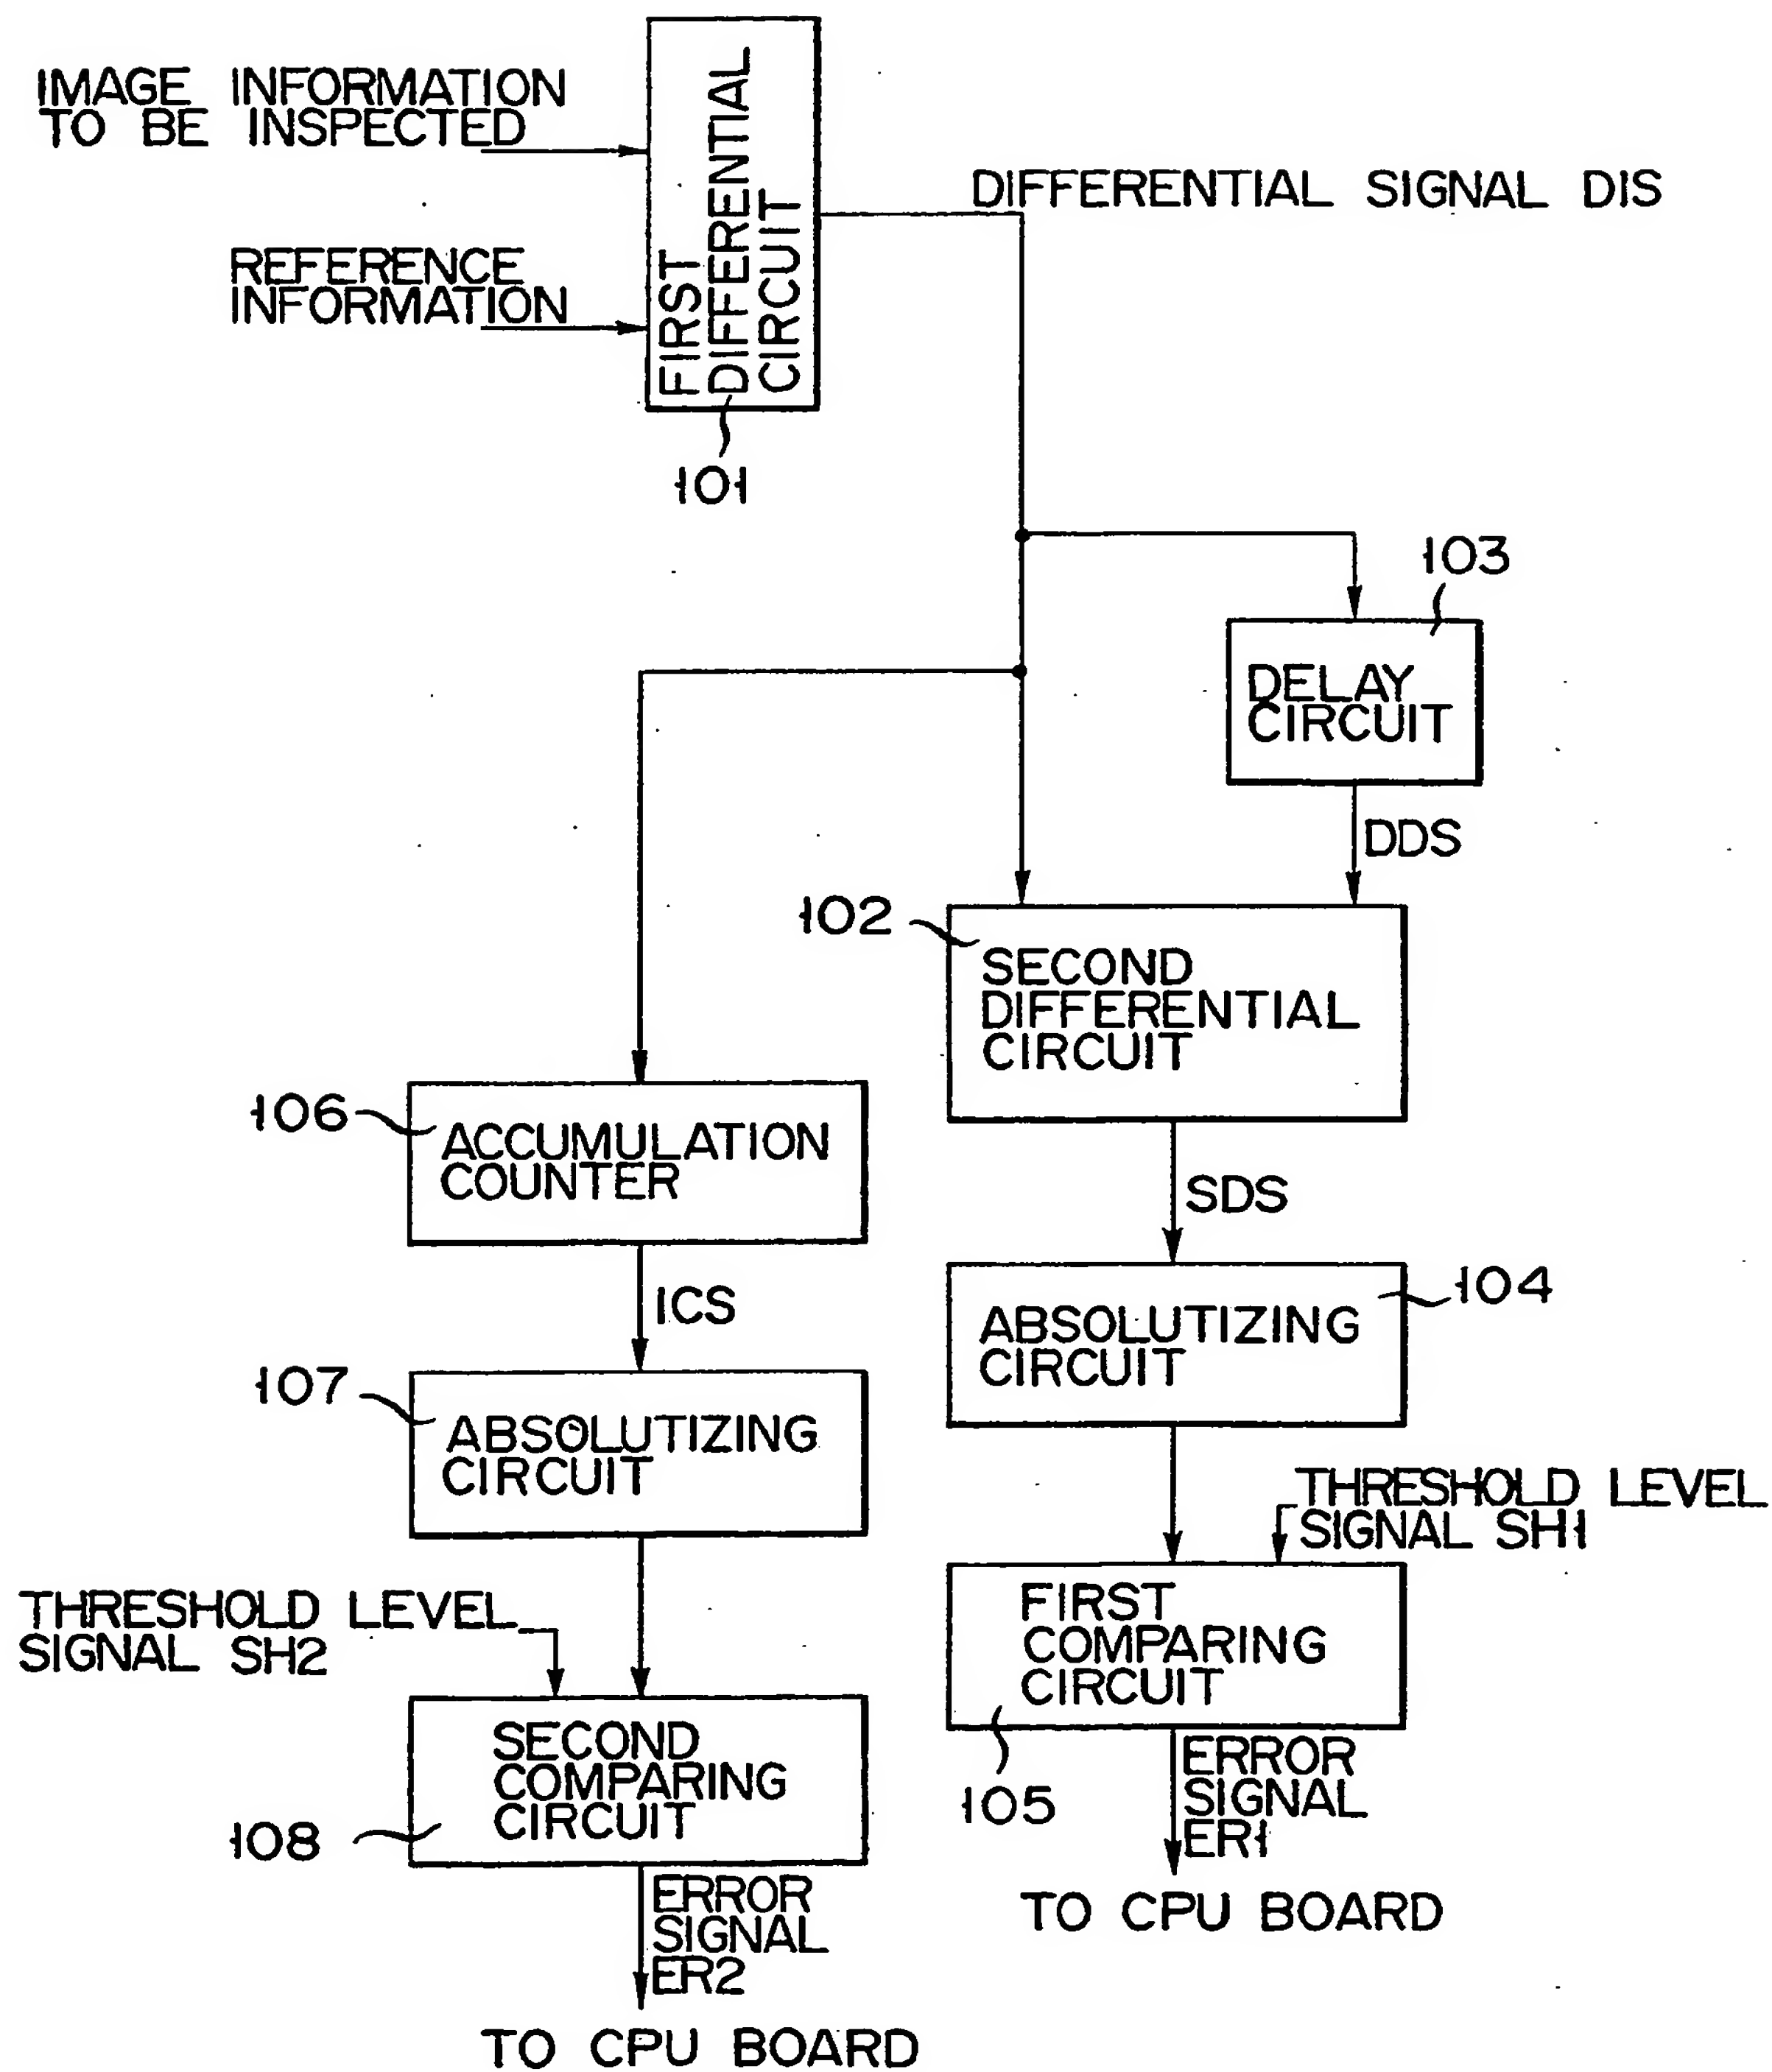 IMAGE INFORMATION
TO BE INSPECTED
REFERENCE
INFORMATION
FIRST
DIFFERENTIAL
CIRCUIT
101
DIFFERENTIAL SIGNAL DIS
103
DELAY
CIRCUIT
DDS
102
SECOND
DIFFERENTIAL
CIRCUIT
106
ACCUMULATION
COUNTER
SDS
ICS
104
ABSOLUTIZING
CIRCUIT
107
ABSOLUTIZING
CIRCUIT
THRESHOLD LEVEL
SIGNAL SH1
THRESHOLD LEVEL
SIGNAL SH2
FIRST
COMPARING
CIRCUIT
105
SECOND
COMPARING
CIRCUIT
108
ERROR
SIGNAL
ER1
TO CPU BOARD
ERROR
SIGNAL
ER2
TO CPU BOARD